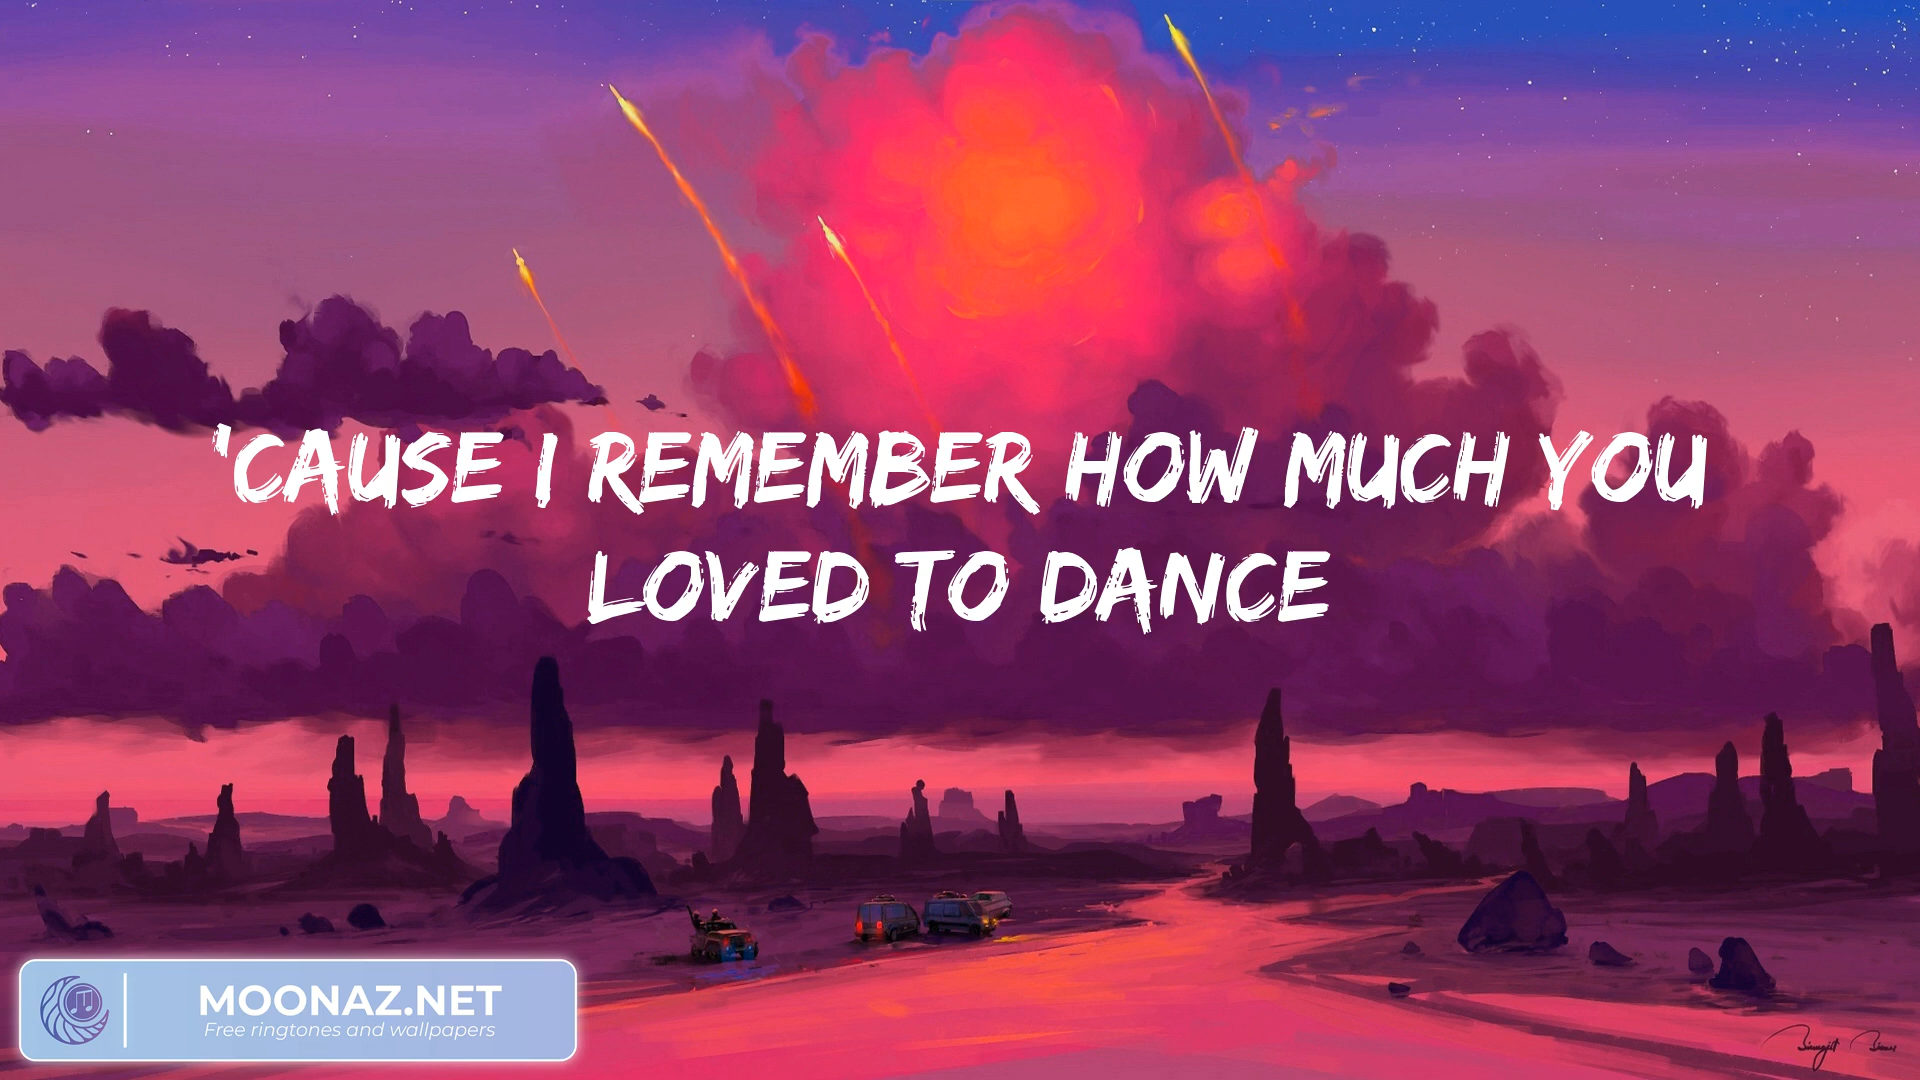 'CAUSE I REMEMBER HOW MUCH YOU
LOVED TO DANCE
MOONAZ.NET
Free ringtones and wallpapers